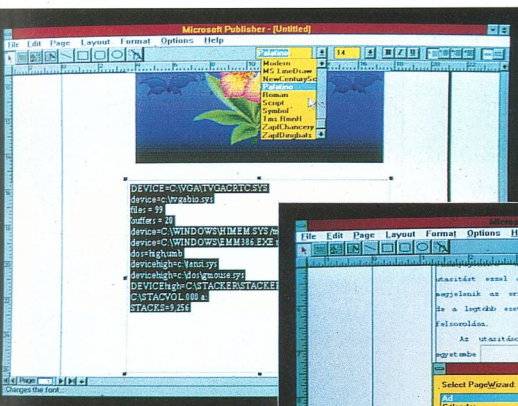 Microsoft Publisher - [Untitled]
File Edit Page Layout Format Options Help
Palatino 14 B I U
Modern
MS LineDraw
NewCenturySc
Palatino
Roman
Script
Symbol
Tms Rmn
ZapfChancery
ZapfDingbats
DEVICE=C:\VGA\TVGACRTC.SYS
device=c:\tvgabio.sys
files = 99
buffers = 20
device=C:\WINDOWS\HIMEM.SYS
device=C:\WINDOWS\EMM386.EXE
dos=high,umb
devicehigh=c:\ansi.sys
devicehigh=c:\dos\gmouse.sys
DEVICEhigh=C:\STACKER\STACKE
C:\STACVOL.000 a:
STACKS=9,256
Page
Changes the font
File Edit Page Layout Format Options H
utasítást ezzel
megjelenik az
de a legtöbb
felsorolása.
Az
Select PageWizard:
Ad